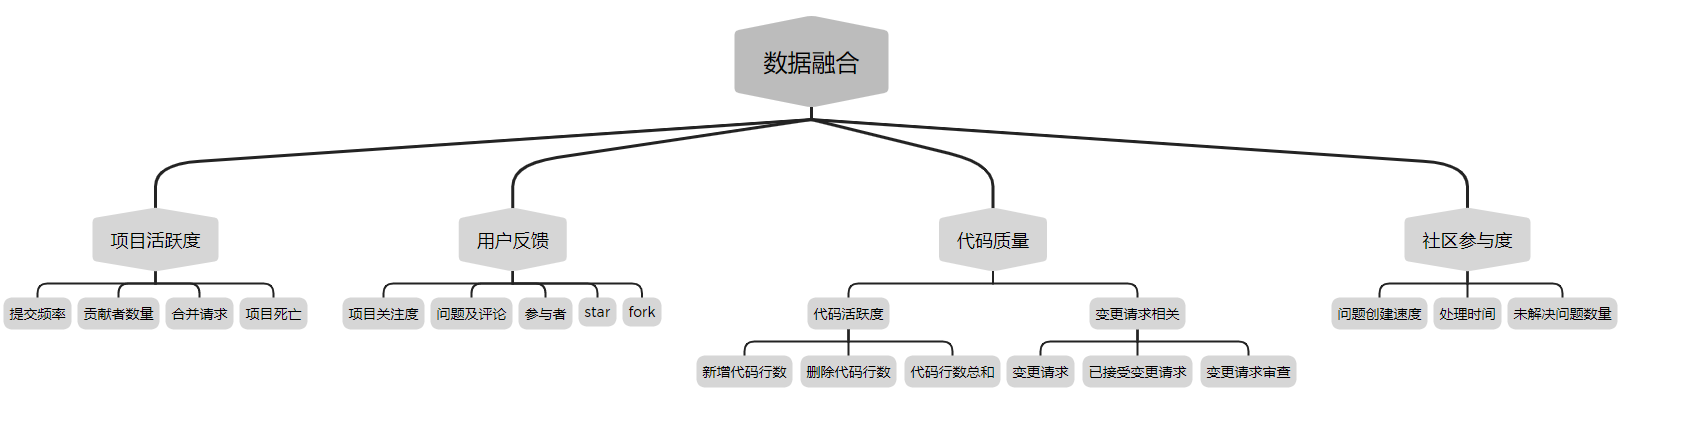 数据融合
项目活跃度
用户反馈
代码质量
社区参与度
提交频率
贡献者数量
合并请求
项目死亡
项目关注度
问题及评论
参与者
star
fork
代码活跃度
变更请求相关
问题创建速度
处理时间
未解决问题数量
新增代码行数
删除代码行数
代码行数总和
变更请求
已接受变更请求
变更请求审查